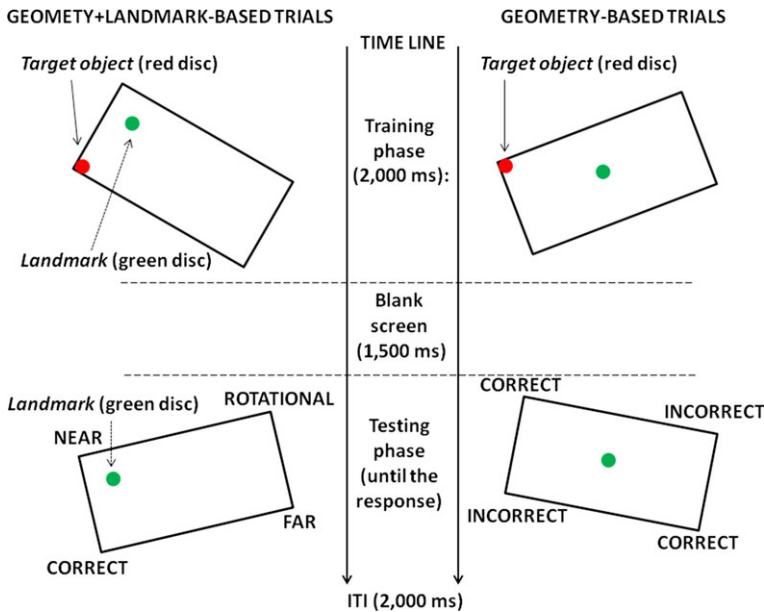 GEOMETY+LANDMARK-BASED TRIALS
GEOMETRY-BASED TRIALS
TIME LINE
Target object (red disc)
Target object (red disc)
Training
phase
(2,000 ms):
Landmark (green disc)
Blank
screen
(1,500 ms)
Landmark (green disc)
ROTATIONAL
NEAR
FAR
CORRECT
Testing
phase
(until the
response)
CORRECT
INCORRECT
INCORRECT
CORRECT
ITI (2,000 ms)